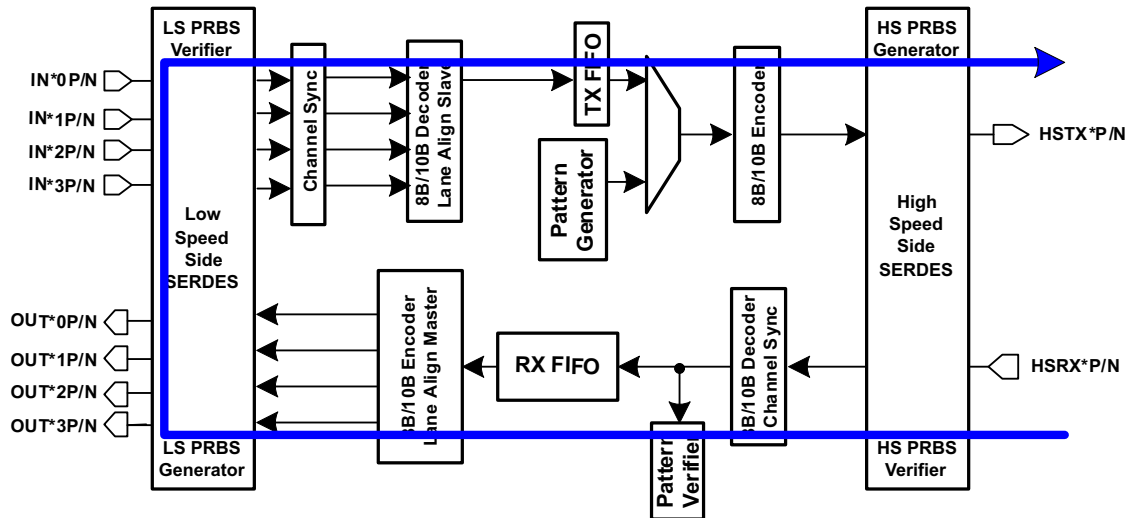 LS PRBS
Verifier
IN*0P/N
IN*1P/N
IN*2P/N
IN*3P/N
Low
Speed
Side
SERDES
OUT*0P/N
OUT*1P/N
OUT*2P/N
OUT*3P/N
LS PRBS
Generator
Channel Sync
8B/10B Decoder
Lane Align Slave
TX FIFO
Pattern
Generator
8B/10B Encoder
HS PRBS
Generator
HSTX*P/N
High
Speed
Side
SERDES
HSRX*P/N
HS PRBS
Verifier
8B/10B Encoder
Lane Align Master
RX FIFO
8B/10B Decoder
Channel Sync
Pattern
Verifier